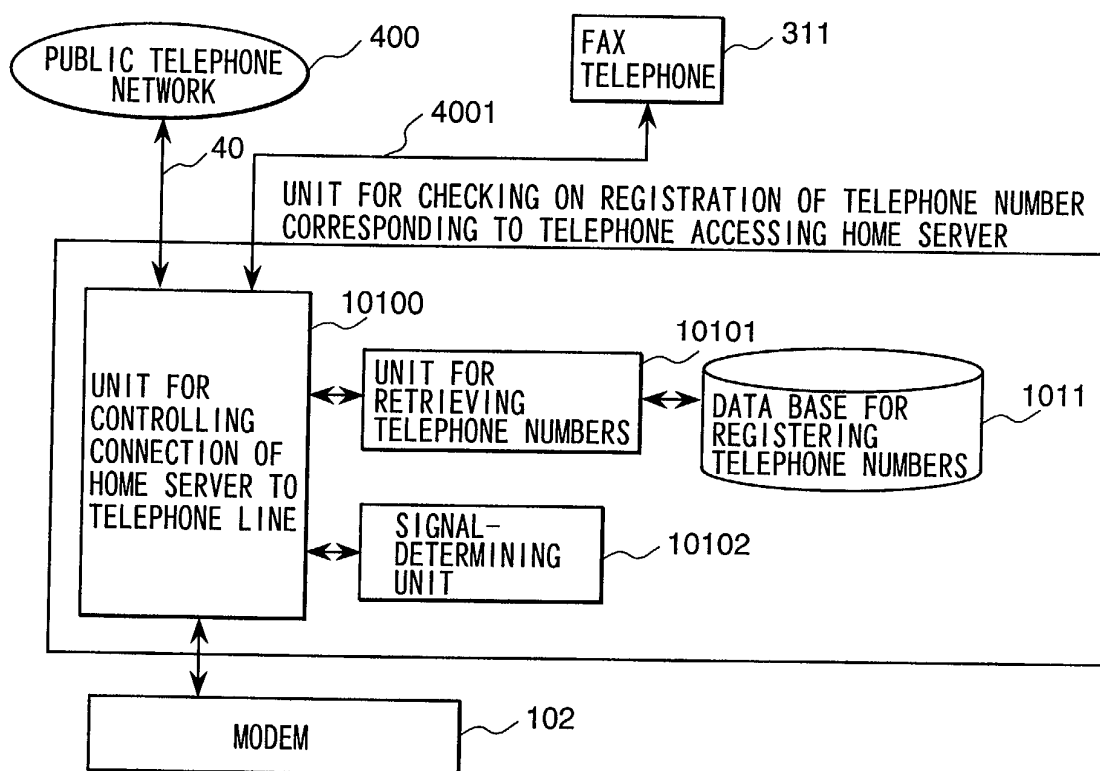 PUBLIC TELEPHONE
NETWORK
400
FAX
TELEPHONE
311
40
4001
UNIT FOR CHECKING ON REGISTRATION OF TELEPHONE NUMBER
CORRESPONDING TO TELEPHONE ACCESSING HOME SERVER
UNIT FOR
CONTROLLING
CONNECTION OF
HOME SERVER TO
TELEPHONE LINE
10100
UNIT FOR
RETRIEVING
TELEPHONE NUMBERS
10101
DATA BASE FOR
REGISTERING
TELEPHONE NUMBERS
1011
SIGNAL-
DETERMINING
UNIT
10102
MODEM
102